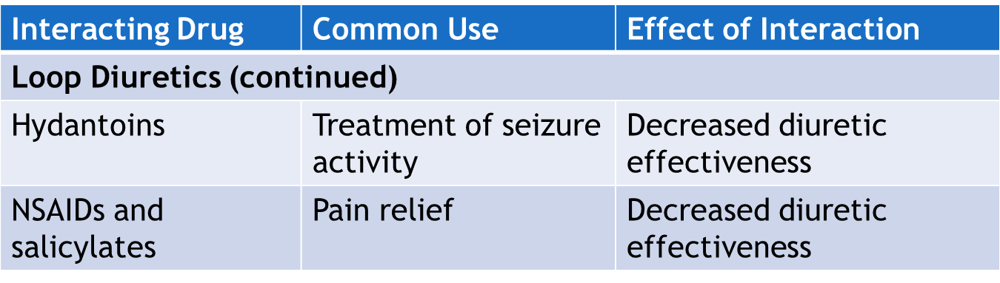 Interacting Drug Common Use Effect of Interaction
Loop Diuretics (continued)
Hydantoins Treatment of seizure Decreased diuretic
activity effectiveness
NSAIDs and Pain relief Decreased diuretic
salicylates effectiveness